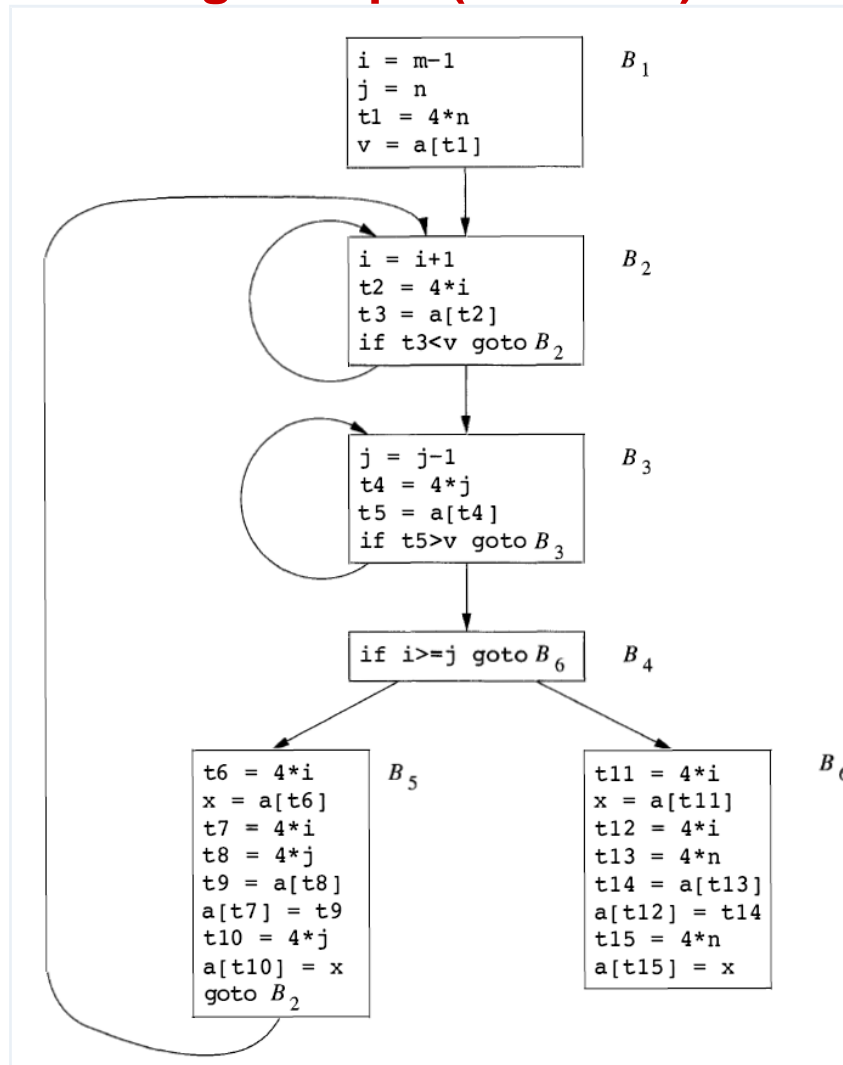 i = m-1
j = n
t1 = 4*n
v = a[t1]
B1
i = i+1
t2 = 4*i
t3 = a[t2]
if t3<v goto B2
B2
j = j-1
t4 = 4*j
t5 = a[t4]
if t5>v goto B3
B3
if i>=j goto B6
B4
t6 = 4*i
x = a[t6]
t7 = 4*i
t8 = 4*j
t9 = a[t8]
a[t7] = t9
t10 = 4*j
a[t10] = x
goto B2
B5
t11 = 4*i
x = a[t11]
t12 = 4*i
t13 = 4*n
t14 = a[t13]
a[t12] = t14
t15 = 4*n
a[t15] = x
B6